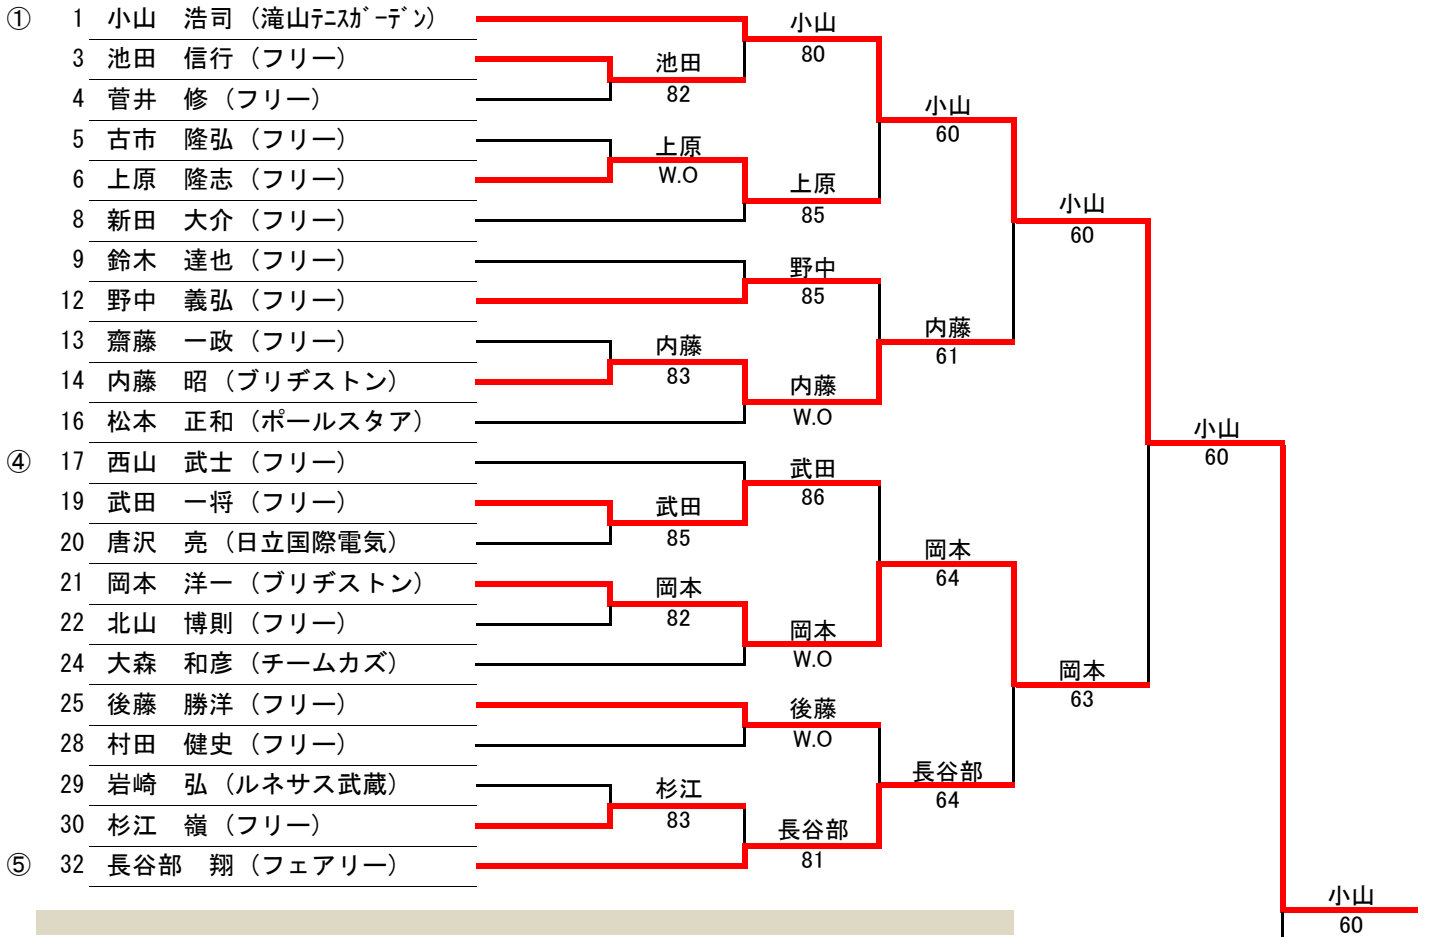 ① 1 小山 浩司 (滝山テニスガーデン)
小山
3 池田 信行 (フリー)
池田
80
4 菅井 修 (フリー)
82
小山
5 古市 隆弘 (フリー)
上原
60
6 上原 隆志 (フリー)
W.O
上原
8 新田 大介 (フリー)
85
小山
60
9 鈴木 達也 (フリー)
野中
12 野中 義弘 (フリー)
85
13 齋藤 一政 (フリー)
内藤
内藤
61
14 内藤 昭 (ブリヂストン)
83
内藤
16 松本 正和 (ポールスタア)
W.O
小山
60
④ 17 西山 武士 (フリー)
武田
19 武田 一将 (フリー)
武田
86
20 唐沢 亮 (日立国際電気)
85
岡本
21 岡本 洋一 (ブリヂストン)
岡本
64
22 北山 博則 (フリー)
82
岡本
24 大森 和彦 (チームカズ)
W.O
岡本
63
25 後藤 勝洋 (フリー)
後藤
28 村田 健史 (フリー)
W.O
29 岩崎 弘 (ルネサス武蔵)
杉江
長谷部
64
30 杉江 嶺 (フリー)
83
長谷部
⑤ 32 長谷部 翔 (フェアリー)
81
小山
60